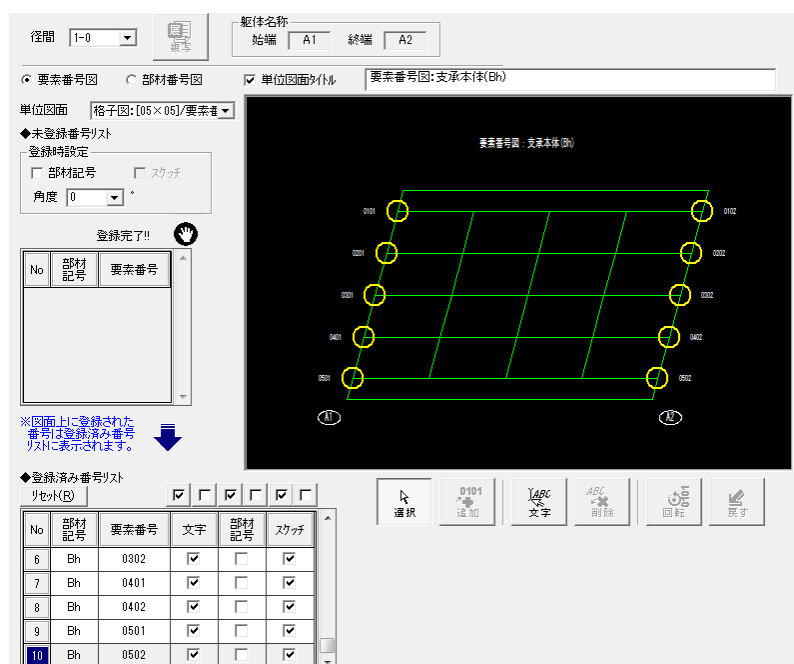 径間 1-0 複写
躯体名称
始端 A1 終端 A2
要素番号図 部材番号図 単位図面ﾀｲﾄﾙ 要素番号図:支承本体(Bh)
単位図面 格子図:[05×05]/要素番
◆未登録番号リスト
登録時設定
部材記号 スケッチ
角度 0 °
登録完了!!
No 部材記号 要素番号
※図面上に登録された
番号は登録済み番号
リストに表示されます。
要素番号図：支承本体(Bh)
0101 0102
0201 0202
0301 0302
0401 0402
0501 0502
A1 A2
◆登録済み番号リスト
リセット(R)
0101 ABC ABC 0101
選択 追加 文字 削除 回転 戻す
No 部材記号 要素番号 文字 部材記号 スケッチ
6 Bh 0302
7 Bh 0401
8 Bh 0402
9 Bh 0501
10 Bh 0502